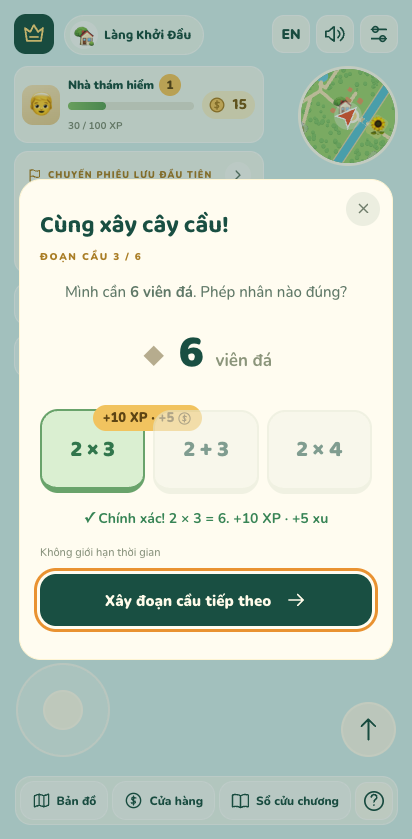 Làng Khởi Đầu
EN
Nhà thám hiểm 1
15
30 / 100 XP
CHUYẾN PHIÊU LƯU ĐẦU TIÊN
Cùng xây cây cầu!
ĐOẠN CẦU 3 / 6
Mình cần 6 viên đá. Phép nhân nào đúng?
6 viên đá
+10 XP · +5
2 × 3
2 + 3
2 × 4
✓ Chính xác! 2 × 3 = 6. +10 XP · +5 xu
Không giới hạn thời gian
Xây đoạn cầu tiếp theo →
Bản đồ
Cửa hàng
Sổ cửu chương